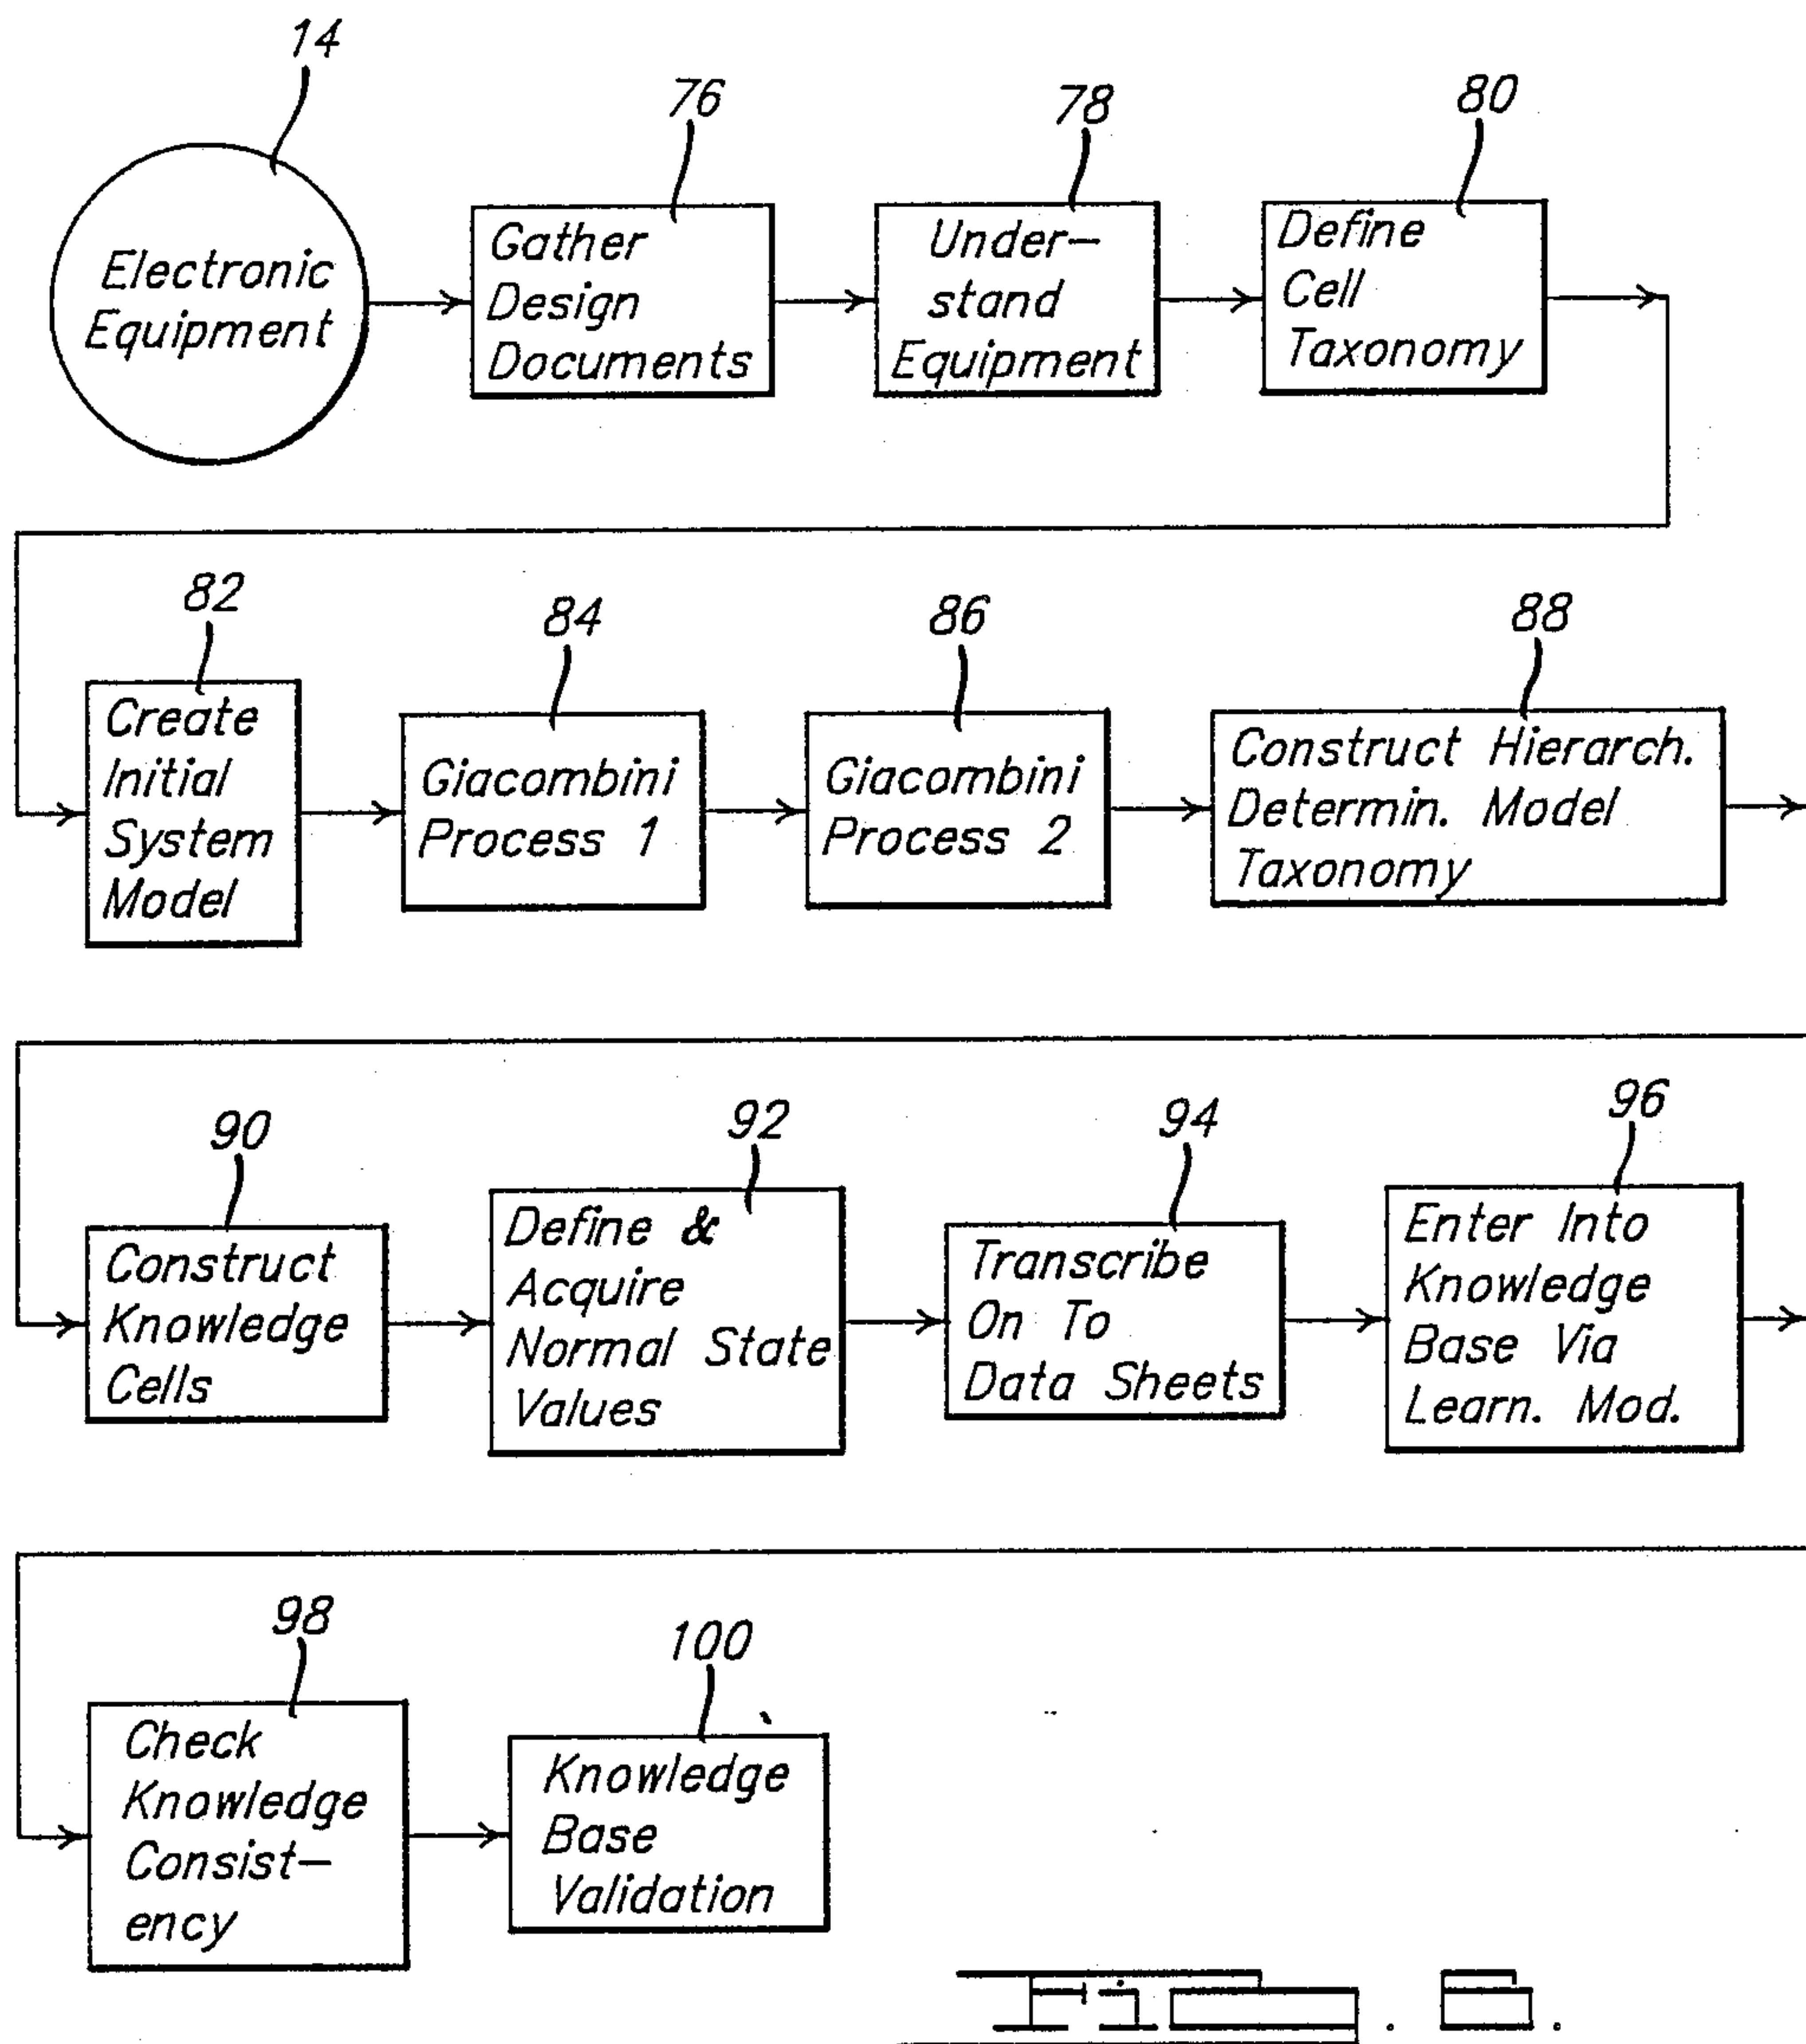 14
76
78
80
Electronic
Equipment
Gather
Design
Documents
Under-
stand
Equipment
Define
Cell
Taxonomy
82
84
86
88
Create
Initial
System
Model
Giacombini
Process 1
Giacombini
Process 2
Construct Hierarch.
Determin. Model
Taxonomy
90
92
94
96
Construct
Knowledge
Cells
Define &
Acquire
Normal State
Values
Transcribe
On To
Data Sheets
Enter Into
Knowledge
Base Via
Learn. Mod.
98
100
Check
Knowledge
Consist-
ency
Knowledge
Base
Validation